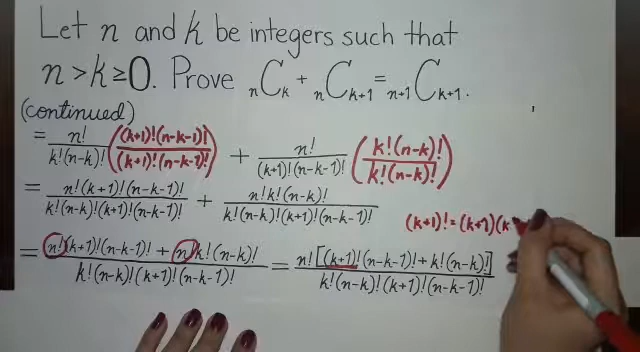 Let n and k be integers such that
n > k ≥ 0. Prove nCk + nCk+1 = n+1Ck+1.
(continued)
= n!/k!(n-k)! ((k+1)!(n-k-1)!/(k+1)!(n-k-1)!) + n!/(k+1)!(n-k-1)! (k!(n-k)!/k!(n-k)!)
= n!(k+1)!(n-k-1)!/k!(n-k)!(k+1)!(n-k-1)! + n!k!(n-k)!/k!(n-k)!(k+1)!(n-k-1)!
(k+1)! = (k+1)(k
= n!(k+1)!(n-k-1)! + n!k!(n-k)!/k!(n-k)!(k+1)!(n-k-1)! = n![(k+1)!(n-k-1)! + k!(n-k)!]/k!(n-k)!(k+1)!(n-k-1)!